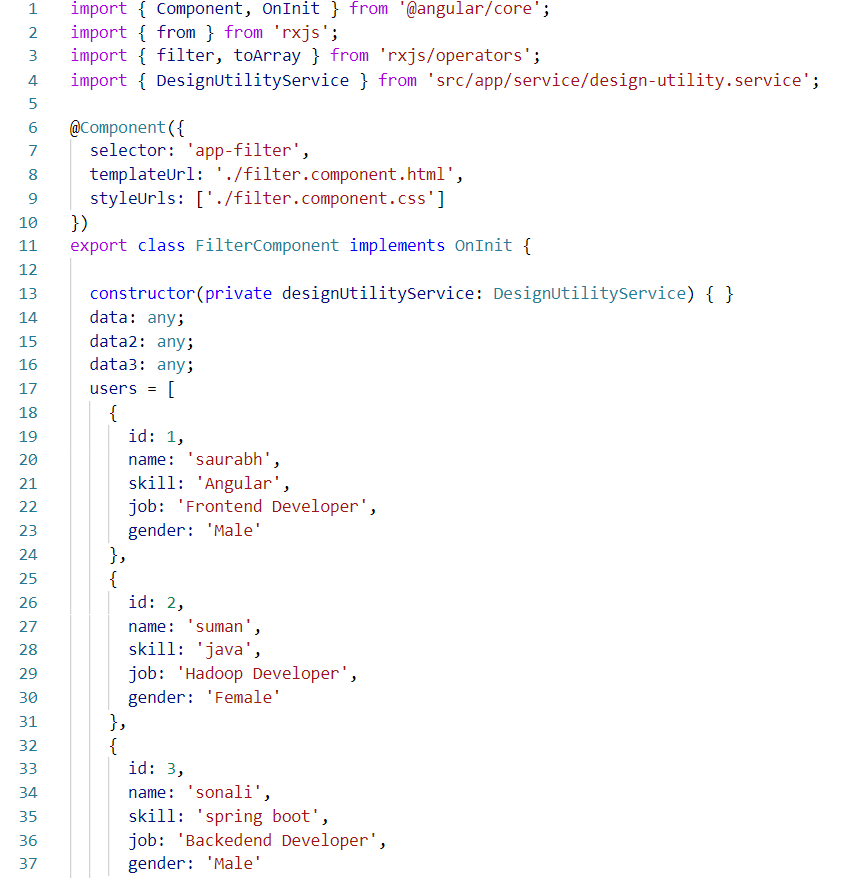 1 import { Component, OnInit } from '@angular/core';
2 import { from } from 'rxjs';
3 import { filter, toArray } from 'rxjs/operators';
4 import { DesignUtilityService } from 'src/app/service/design-utility.service';
5
6 @Component({
7 selector: 'app-filter',
8 templateUrl: './filter.component.html',
9 styleUrls: ['./filter.component.css']
10 })
11 export class FilterComponent implements OnInit {
12
13 constructor(private designUtilityService: DesignUtilityService) { }
14 data: any;
15 data2: any;
16 data3: any;
17 users = [
18 {
19 id: 1,
20 name: 'saurabh',
21 skill: 'Angular',
22 job: 'Frontend Developer',
23 gender: 'Male'
24 },
25 {
26 id: 2,
27 name: 'suman',
28 skill: 'java',
29 job: 'Hadoop Developer',
30 gender: 'Female'
31 },
32 {
33 id: 3,
34 name: 'sonali',
35 skill: 'spring boot',
36 job: 'Backedend Developer',
37 gender: 'Male'